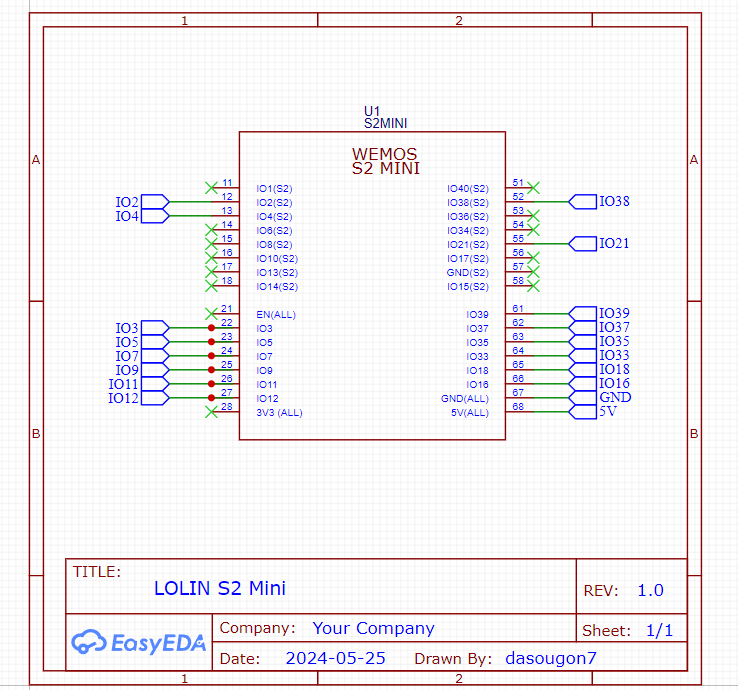 1 2
U1
S2MINI
A A
WEMOS
S2 MINI
11 IO1(S2) IO40(S2) 51
IO2 12 IO2(S2) IO38(S2) 52 IO38
IO4 13 IO4(S2) IO36(S2) 53
14 IO6(S2) IO34(S2) 54
15 IO8(S2) IO21(S2) 55 IO21
16 IO10(S2) IO17(S2) 56
17 IO13(S2) GND(S2) 57
18 IO14(S2) IO15(S2) 58
21 EN(ALL) IO39 61 IO39
IO3 22 IO3 IO37 62 IO37
IO5 23 IO5 IO35 63 IO35
IO7 24 IO7 IO33 64 IO33
IO9 25 IO9 IO18 65 IO18
IO11 26 IO11 IO16 66 IO16
IO12 27 IO12 GND(ALL) 67 GND
28 3V3 (ALL) 5V(ALL) 68 5V
B B
TITLE:
LOLIN S2 Mini
REV: 1.0
EasyEDA
Company: Your Company
Sheet: 1/1
Date: 2024-05-25 Drawn By: dasougon7
1 2